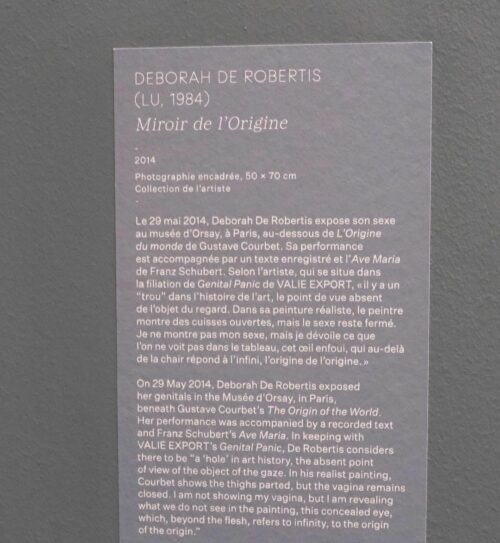 DEBORAH DE ROBERTIS
(LU, 1984)
Miroir de l'Origine
-
2014
Photographie encadrée, 50 × 70 cm
Collection de l'artiste
-
Le 29 mai 2014, Deborah De Robertis expose son sexe
au musée d'Orsay, à Paris, au-dessous de L'Origine
du monde de Gustave Courbet. Sa performance
est accompagnée par un texte enregistré et l'Ave Maria
de Franz Schubert. Selon l'artiste, qui se situe dans
la filiation de Genital Panic de VALIE EXPORT, « il y a un
“trou” dans l'histoire de l'art, le point de vue absent
de l'objet du regard. Dans sa peinture réaliste, le peintre
montre des cuisses ouvertes, mais le sexe reste fermé.
Je ne montre pas mon sexe, mais je dévoile ce que
l'on ne voit pas dans le tableau, cet œil enfoui, qui au-delà
de la chair répond à l'infini, l'origine de l'origine. »
On 29 May 2014, Deborah De Robertis exposed
her genitals in the Musée d'Orsay, in Paris,
beneath Gustave Courbet's The Origin of the World.
Her performance was accompanied by a recorded text
and Franz Schubert's Ave Maria. In keeping with
VALIE EXPORT's Genital Panic, De Robertis considers
there to be “a ‘hole’ in art history, the absent point
of view of the object of the gaze. In his realist painting,
Courbet shows the thighs parted, but the vagina remains
closed. I am not showing my vagina, but I am revealing
what we do not see in the painting, this concealed eye,
which, beyond the flesh, refers to infinity, to the origin
of the origin.”